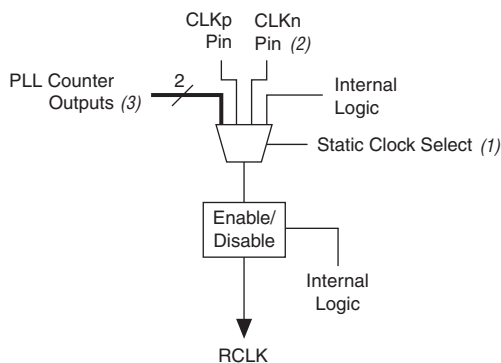 CLKp
Pin
CLKn
Pin (2)
PLL Counter
Outputs (3)
2
Internal
Logic
Static Clock Select (1)
Enable/
Disable
Internal
Logic
RCLK